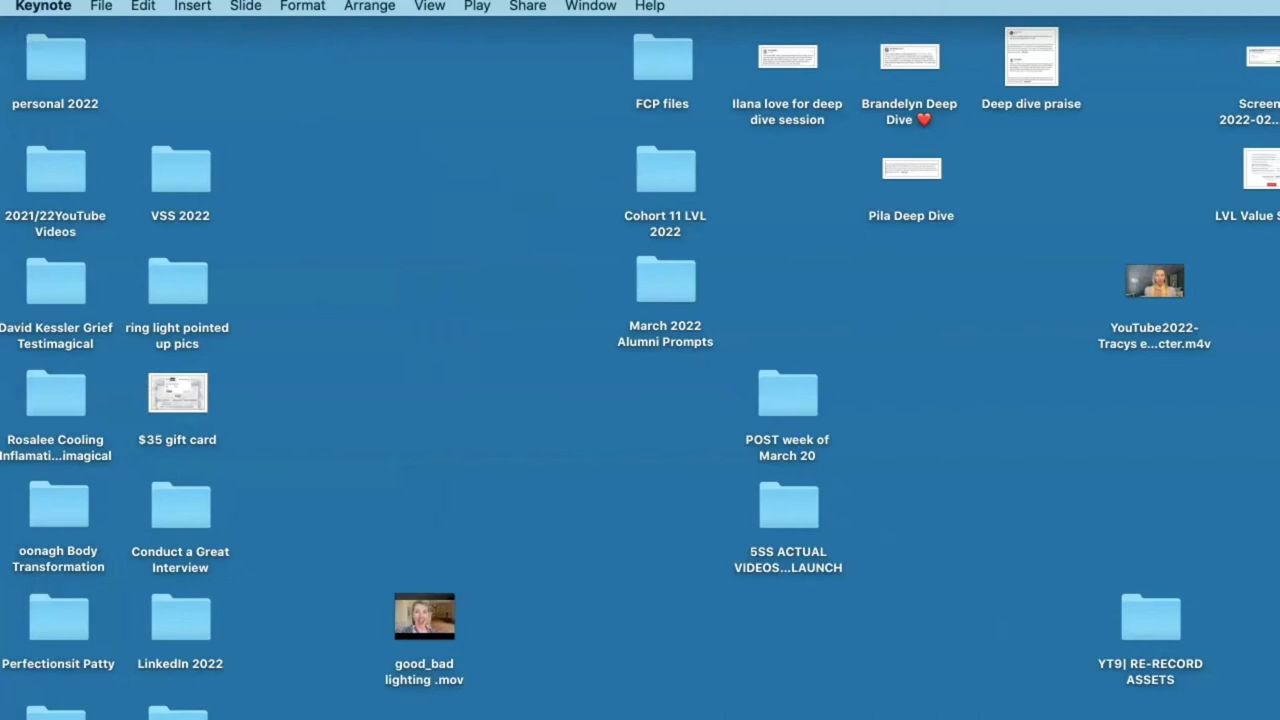 Keynote File Edit Insert Slide Format Arrange View Play Share Window Help
personal 2022
FCP files
Ilana love for deep
dive session
Brandelyn Deep
Dive ❤️
Deep dive praise
Screen
2022-02...
2021/22YouTube
Videos
VSS 2022
Cohort 11 LVL
2022
Pila Deep Dive
LVL Value S
David Kessler Grief
Testimagical
ring light pointed
up pics
March 2022
Alumni Prompts
YouTube2022-
Tracys e...cter.m4v
Rosalee Cooling
Inflamati...imagical
$35 gift card
POST week of
March 20
oonagh Body
Transformation
Conduct a Great
Interview
5SS ACTUAL
VIDEOS...LAUNCH
Perfectionsit Patty
LinkedIn 2022
good_bad
lighting .mov
YT9| RE-RECORD
ASSETS